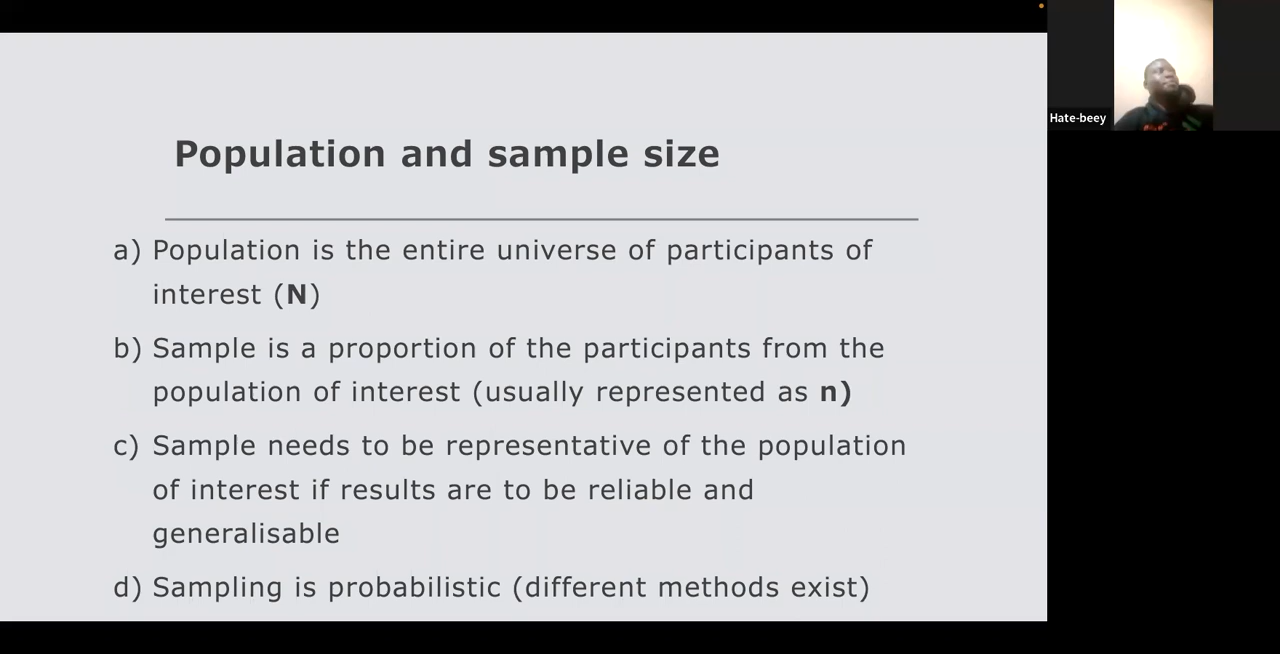 Population and sample size
a) Population is the entire universe of participants of
interest (N)
b) Sample is a proportion of the participants from the
population of interest (usually represented as n)
c) Sample needs to be representative of the population
of interest if results are to be reliable and
generalisable
d) Sampling is probabilistic (different methods exist)
Hate-beey